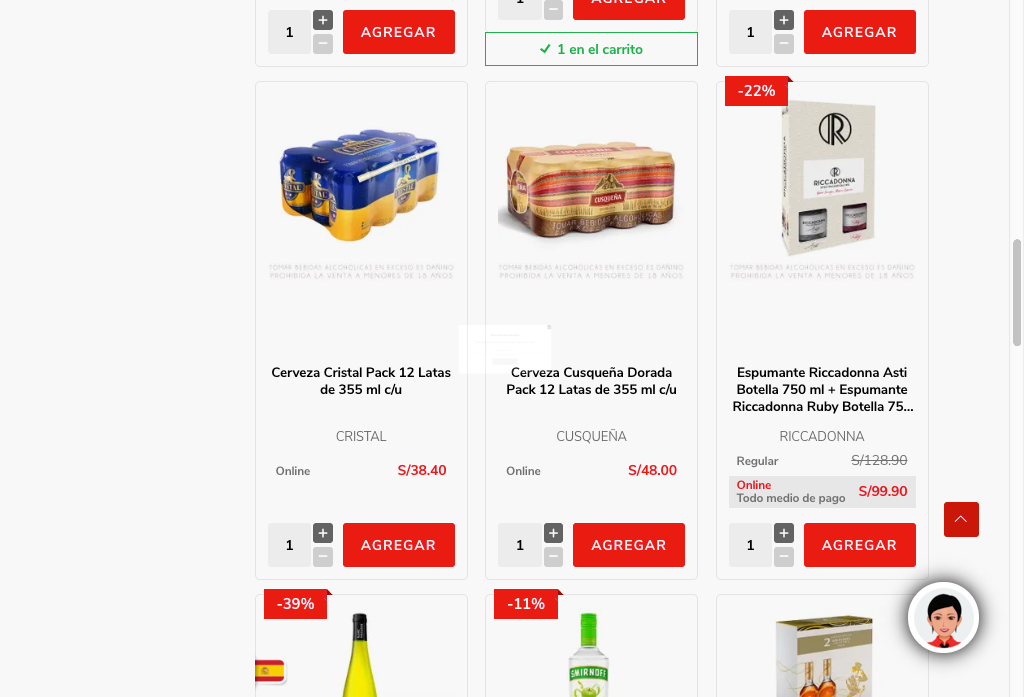 1
+
AGREGAR
−
1
−
AGREGAR
1
+
AGREGAR
−
1 en el carrito
-22%
CRISTAL
CUSQUEÑA
RICCADONNA
TOMAR BEBIDAS ALCOHÓLICAS EN EXCESO ES DAÑINO
PROHIBIDA LA VENTA A MENORES DE 18 AÑOS
TOMAR BEBIDAS ALCOHÓLICAS EN EXCESO ES DAÑINO
PROHIBIDA LA VENTA A MENORES DE 18 AÑOS
TOMAR BEBIDAS ALCOHÓLICAS EN EXCESO ES DAÑINO
PROHIBIDA LA VENTA A MENORES DE 18 AÑOS
Cerveza Cristal Pack 12 Latas
de 355 ml c/u
CRISTAL
Online S/38.40
1
+
AGREGAR
−
Cerveza Cusqueña Dorada
Pack 12 Latas de 355 ml c/u
CUSQUEÑA
Online S/48.00
1
+
AGREGAR
−
Espumante Riccadonna Asti
Botella 750 ml + Espumante
Riccadonna Ruby Botella 75...
RICCADONNA
Regular S/128.90
Online
Todo medio de pago S/99.90
1
+
AGREGAR
−
-39%
-11%
SMIRNOFF
2